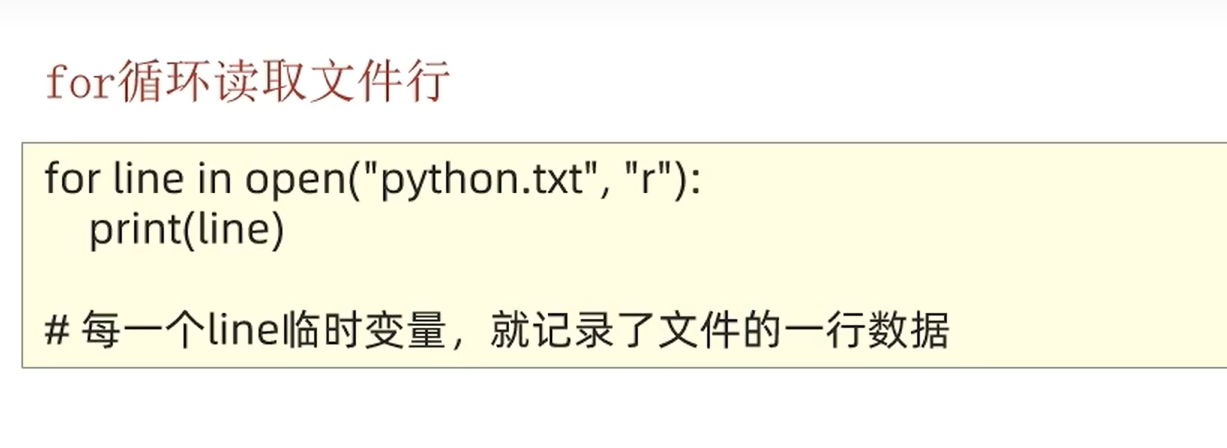 for循环读取文件行
for line in open("python.txt", "r"):
    print(line)
# 每一个line临时变量，就记录了文件的一行数据